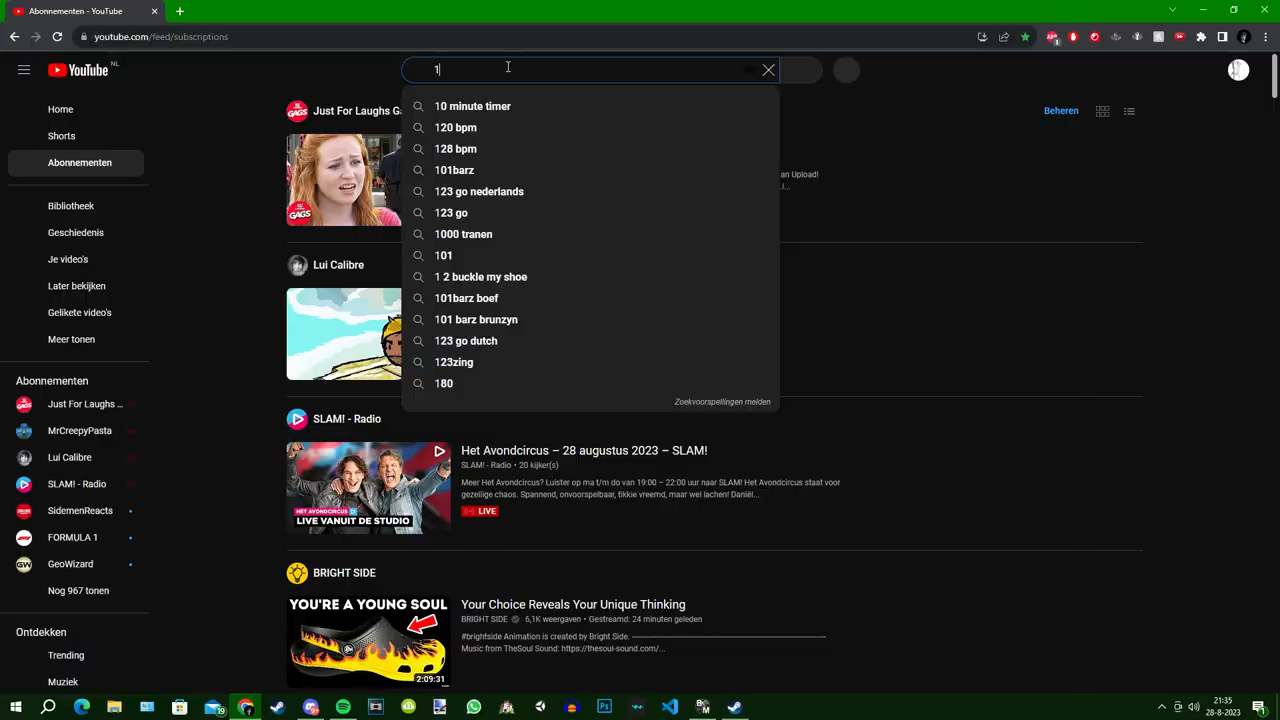 Abonnementen - YouTube
youtube.com/feed/subscriptions
YouTube NL
1
10 minute timer
120 bpm
128 bpm
101barz
123 go nederlands
123 go
1000 tranen
101
1 2 buckle my shoe
101barz boef
101 barz brunzyn
123 go dutch
123zing
180
Zoekvoorspellingen melden
Home
Shorts
Abonnementen
Bibliotheek
Geschiedenis
Je video's
Later bekijken
Gelikete video's
Meer tonen
Abonnementen
Just For Laughs ...
MrCreepyPasta
Lui Calibre
SLAM! - Radio
SidemenReacts
FORMULA 1
GeoWizard
Nog 967 tonen
Ontdekken
Trending
Muziek
Just For Laughs Ga
Beheren
GAGS
an Upload!
Lui Calibre
SLAM! - Radio
HET AVONDCIRCUS
LIVE VANUIT DE STUDIO
Het Avondcircus – 28 augustus 2023 – SLAM!
SLAM! - Radio • 20 kijker(s)
Meer Het Avondcircus? Luister op ma t/m do van 19:00 – 22:00 uur naar SLAM! Het Avondcircus staat voor
gezellige chaos. Spannend, onvoorspelbaar, tikkie vreemd, maar wel lachen! Daniël...
LIVE
BRIGHT SIDE
YOU'RE A YOUNG SOUL
2:09:31
Your Choice Reveals Your Unique Thinking
BRIGHT SIDE 6,1K weergaven • Gestreamd: 24 minuten geleden
#brightside Animation is created by Bright Side.
Music from TheSoul Sound: https://thesoul-sound.com/...
19
21:35
28-8-2023